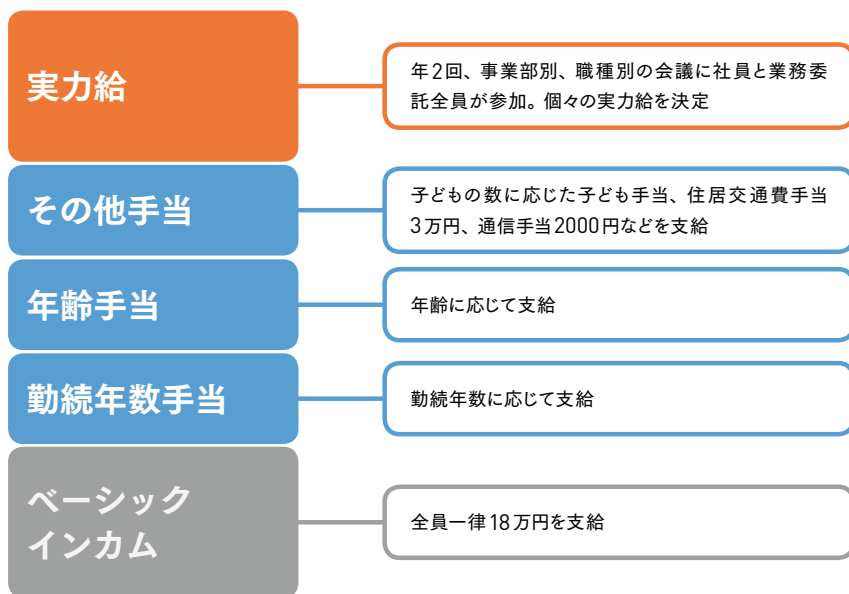 実力給
年2回、事業部別、職種別の会議に社員と業務委
託全員が参加。個々の実力給を決定
その他手当
子どもの数に応じた子ども手当、住居交通費手当
3万円、通信手当2000円などを支給
年齢手当
年齢に応じて支給
勤続年数手当
勤続年数に応じて支給
ベーシック
インカム
全員一律18万円を支給